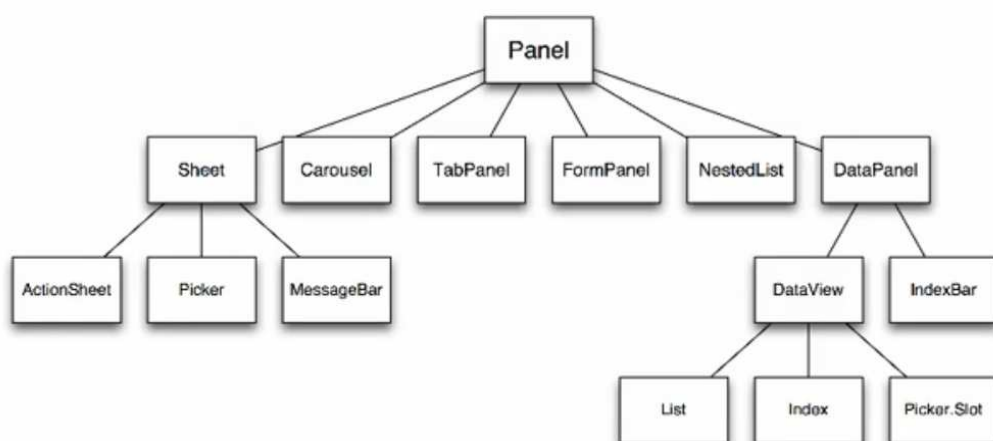 Panel
Sheet
Carousel
TabPanel
FormPanel
NestedList
DataPanel
ActionSheet
Picker
MessageBar
DataView
IndexBar
List
Index
Picker.Slot